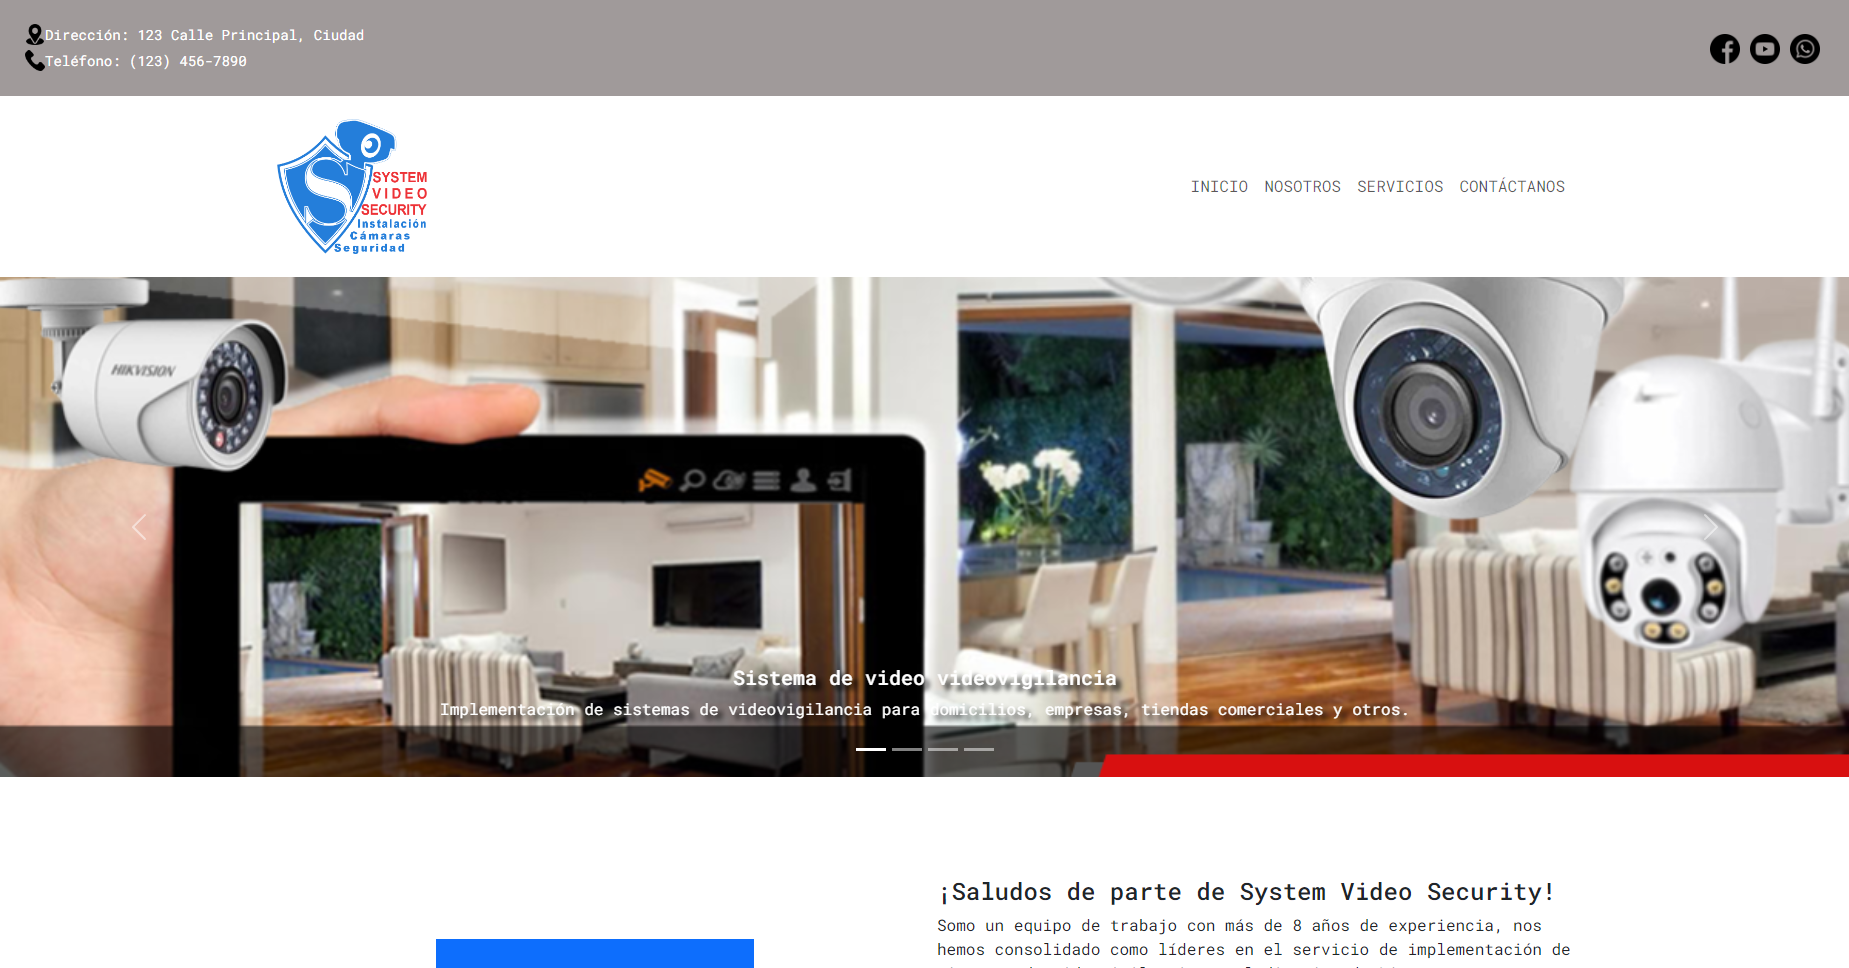 Dirección: 123 Calle Principal, Ciudad
Teléfono: (123) 456-7890
SYSTEM
VIDEO
SECURITY
Instalación
Cámaras
Seguridad
INICIO NOSOTROS SERVICIOS CONTÁCTANOS
HIKVISION
Sistema de video videovigilancia
Implementación de sistemas de videovigilancia para domicilios, empresas, tiendas comerciales y otros.
¡Saludos de parte de System Video Security!
Somo un equipo de trabajo con más de 8 años de experiencia, nos
hemos consolidado como líderes en el servicio de implementación de